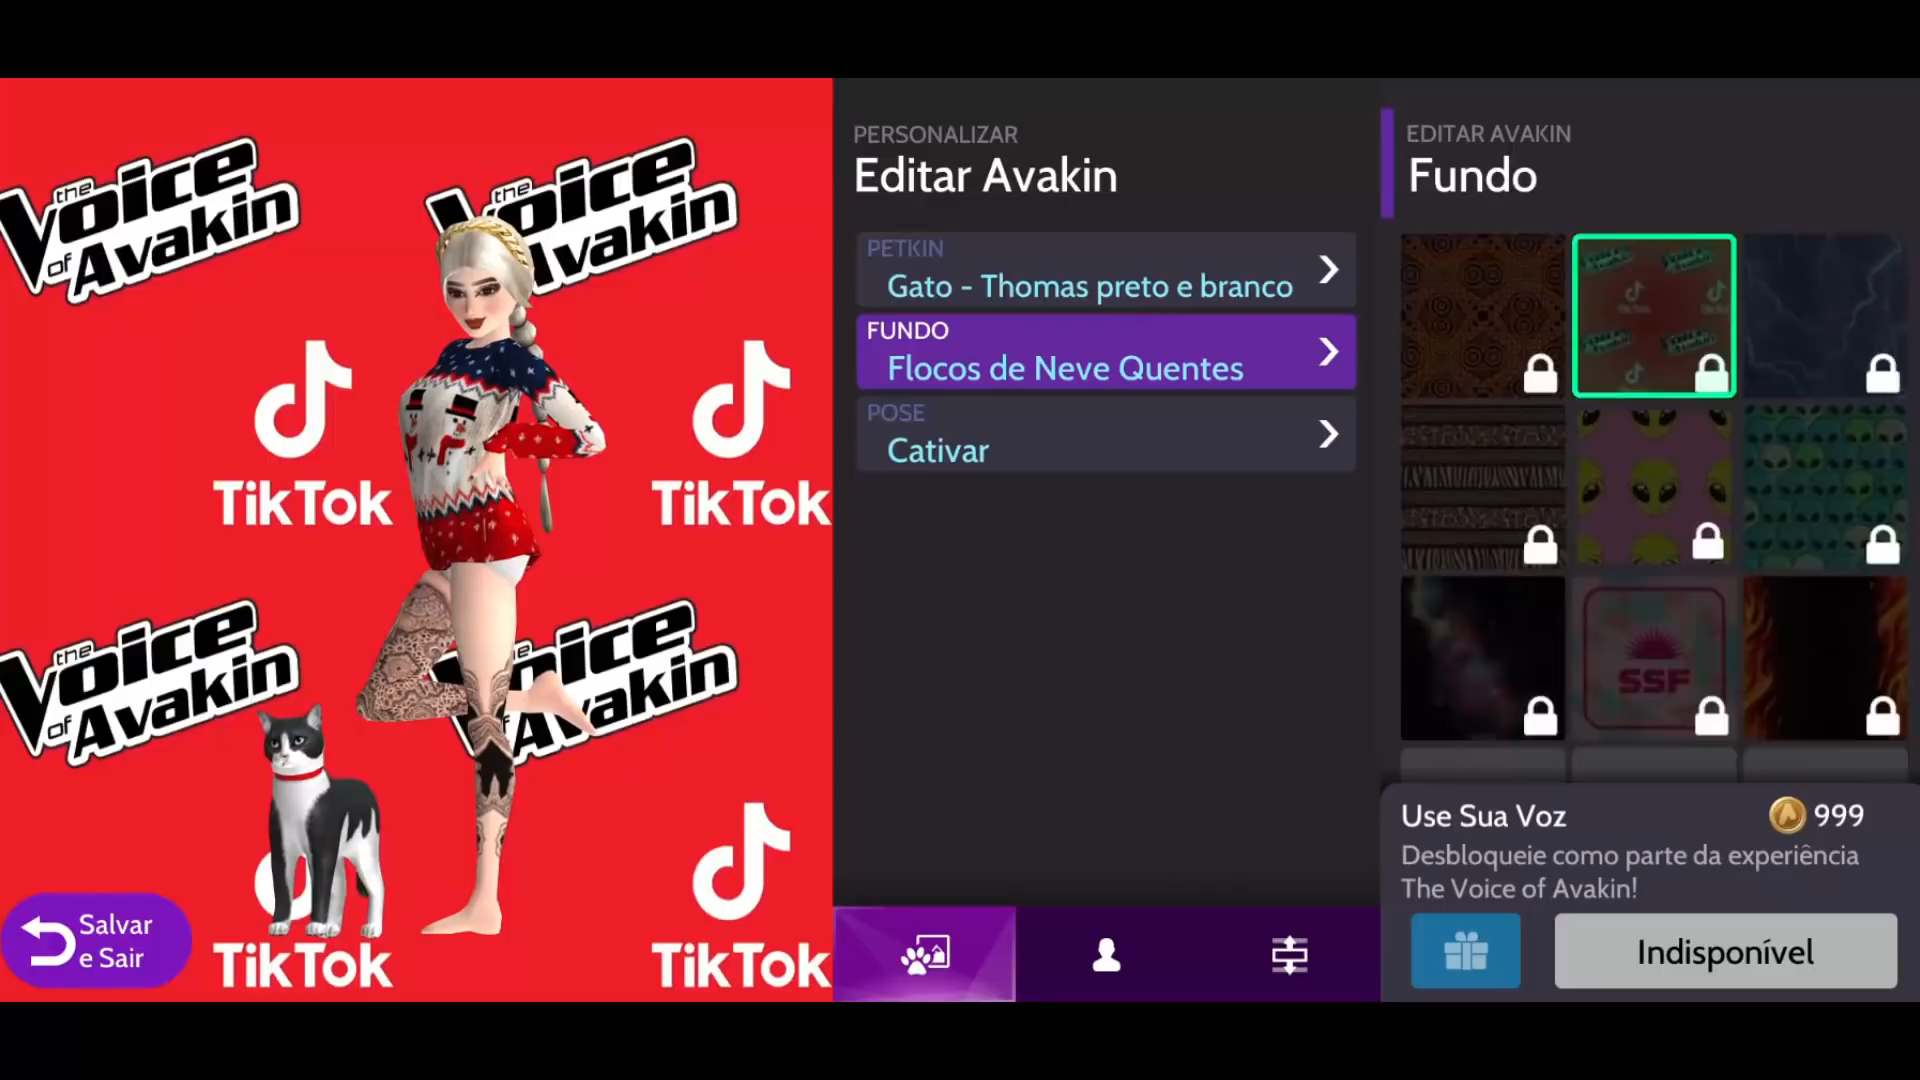 the Voice of Avakin
the Voice of Avakin
TikTok
TikTok
the Voice of Avakin
Voice of Avakin
TikTok
TikTok
Salvar
e Sair
PERSONALIZAR
Editar Avakin
PETKIN
Gato - Thomas preto e branco
FUNDO
Flocos de Neve Quentes
POSE
Cativar
EDITAR AVAKIN
Fundo
SSF
Use Sua Voz
999
Desbloqueie como parte da experiência
The Voice of Avakin!
Indisponível